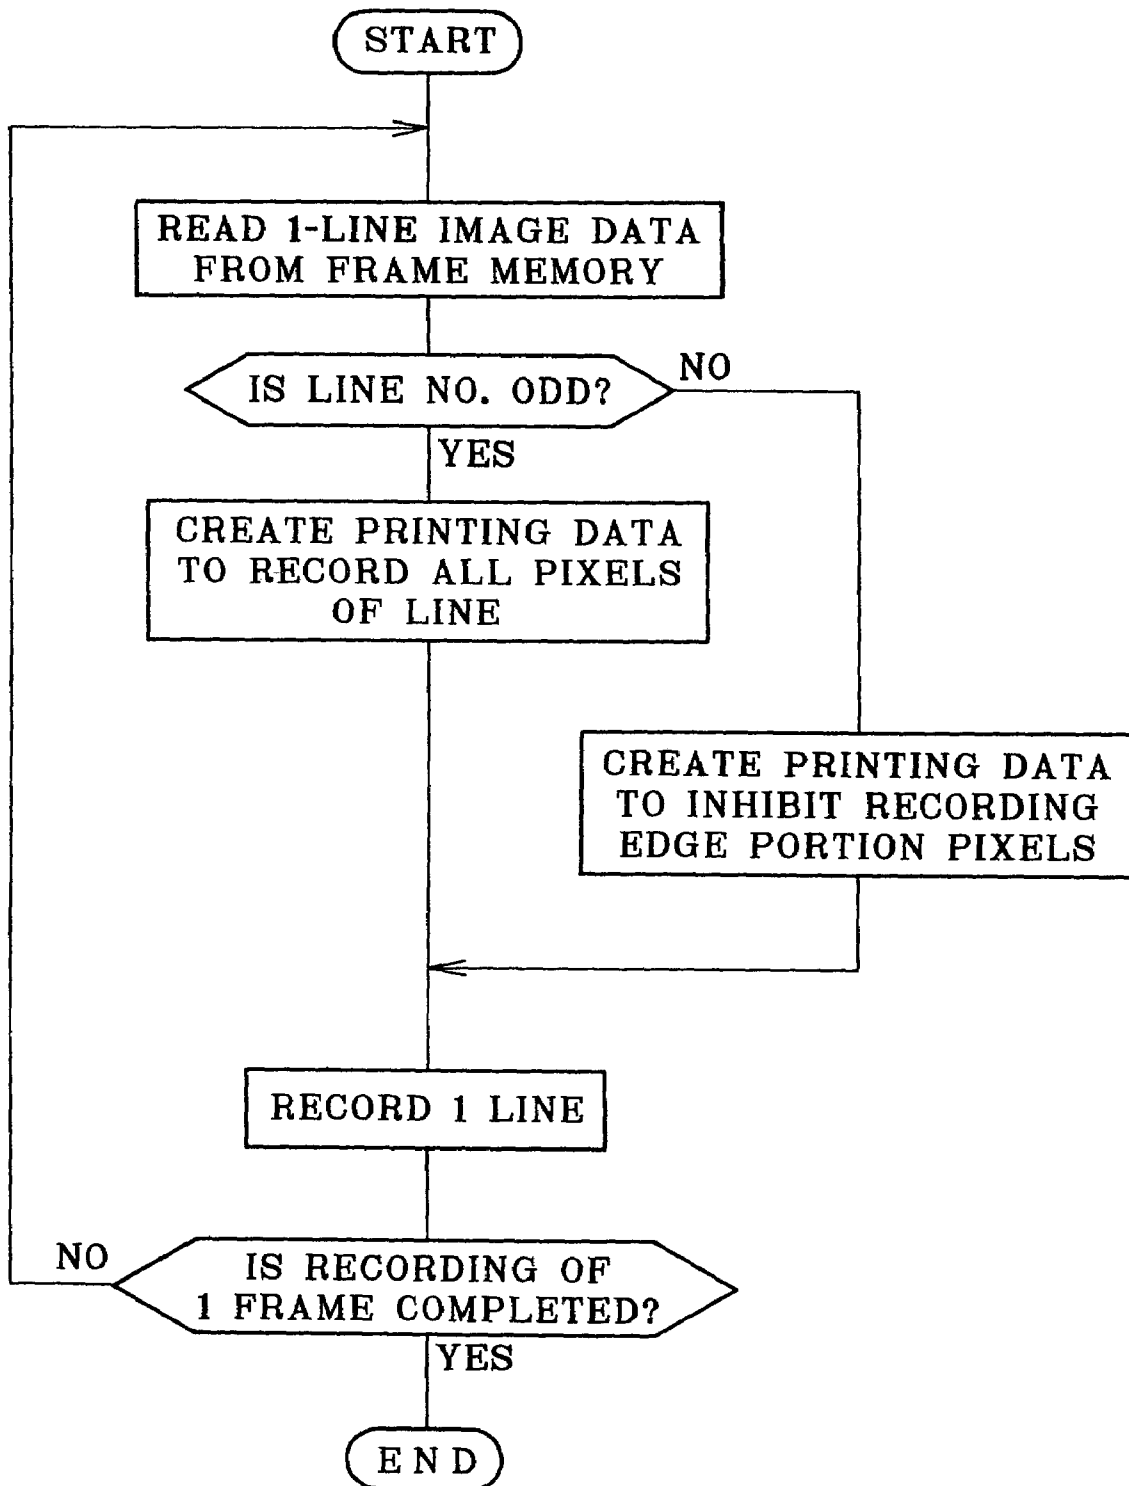 START
READ 1-LINE IMAGE DATA
FROM FRAME MEMORY
IS LINE NO. ODD?
NO
YES
CREATE PRINTING DATA
TO RECORD ALL PIXELS
OF LINE
CREATE PRINTING DATA
TO INHIBIT RECORDING
EDGE PORTION PIXELS
RECORD 1 LINE
NO
IS RECORDING OF
1 FRAME COMPLETED?
YES
END